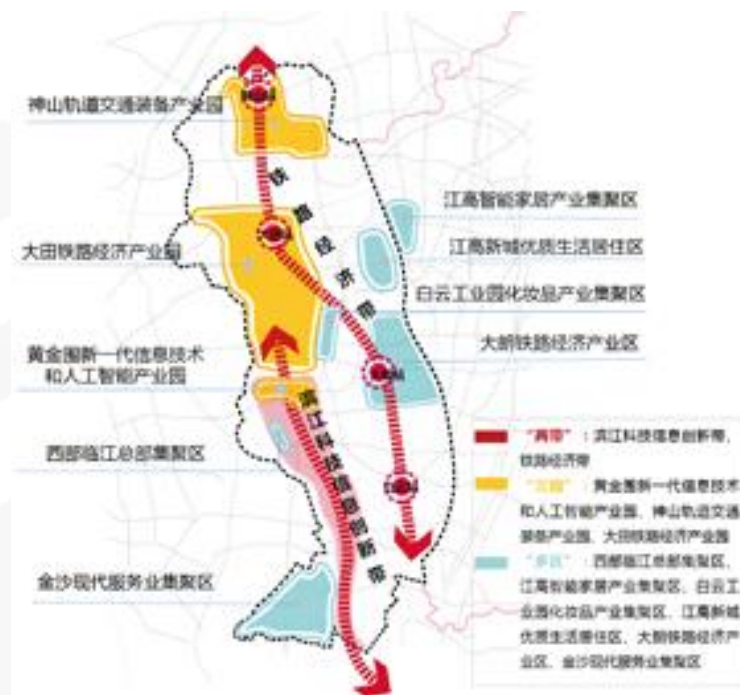 神山轨道交通装备产业园
铁路经济带
江高智能家居产业集聚区
江高新城优质生活居住区
大田铁路经济产业园
白云工业园化妆品产业集聚区
大朗铁路经济产业区
黄金围新一代信息技术
和人工智能产业园
滨江科技信息创新带
西部临江总部集聚区
金沙现代服务业集聚区
“两带”：滨江科技信息创新带、
铁路经济带
“三园”：黄金围新一代信息技术
和人工智能产业园、神山轨道交通
装备产业园、大田铁路经济产业园
“多区”：西部临江总部集聚区、
江高智能家居产业集聚区、白云工
业园化妆品产业集聚区、江高新城
优质生活居住区、大朗铁路经济产
业区、金沙现代服务业集聚区